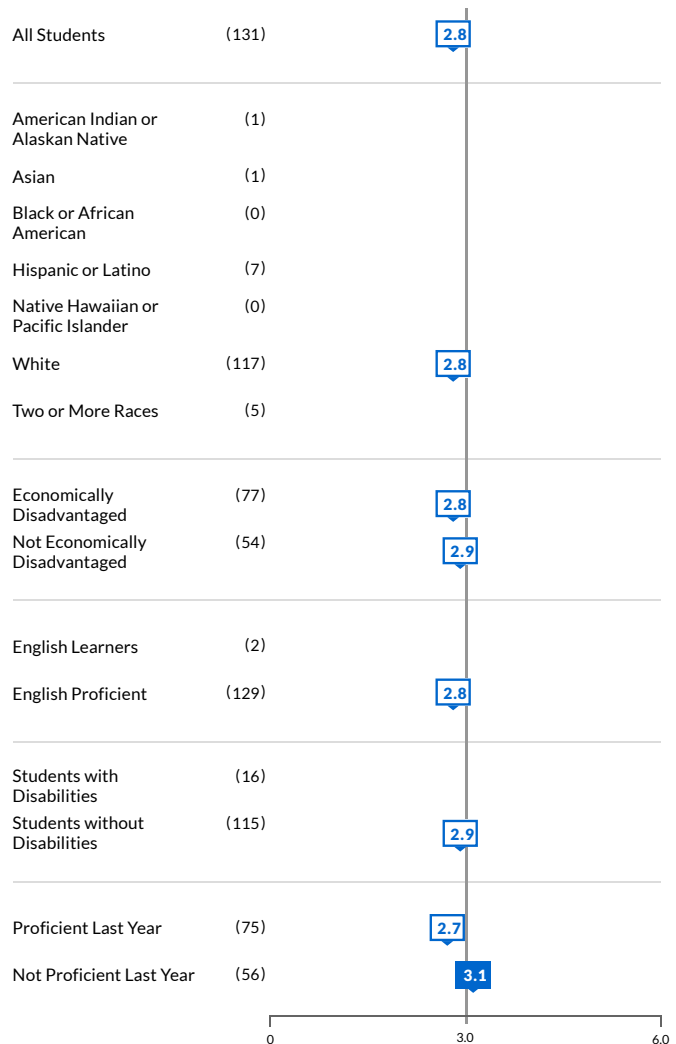 All Students (131) 2.8
American Indian or (1)
Alaskan Native
Asian (1)
Black or African (0)
American
Hispanic or Latino (7)
Native Hawaiian or (0)
Pacific Islander
White (117) 2.8
Two or More Races (5)
Economically (77) 2.8
Disadvantaged
Not Economically (54) 2.9
Disadvantaged
English Learners (2)
English Proficient (129) 2.8
Students with (16)
Disabilities
Students without (115) 2.9
Disabilities
Proficient Last Year (75) 2.7
Not Proficient Last Year (56) 3.1
0 3.0 6.0